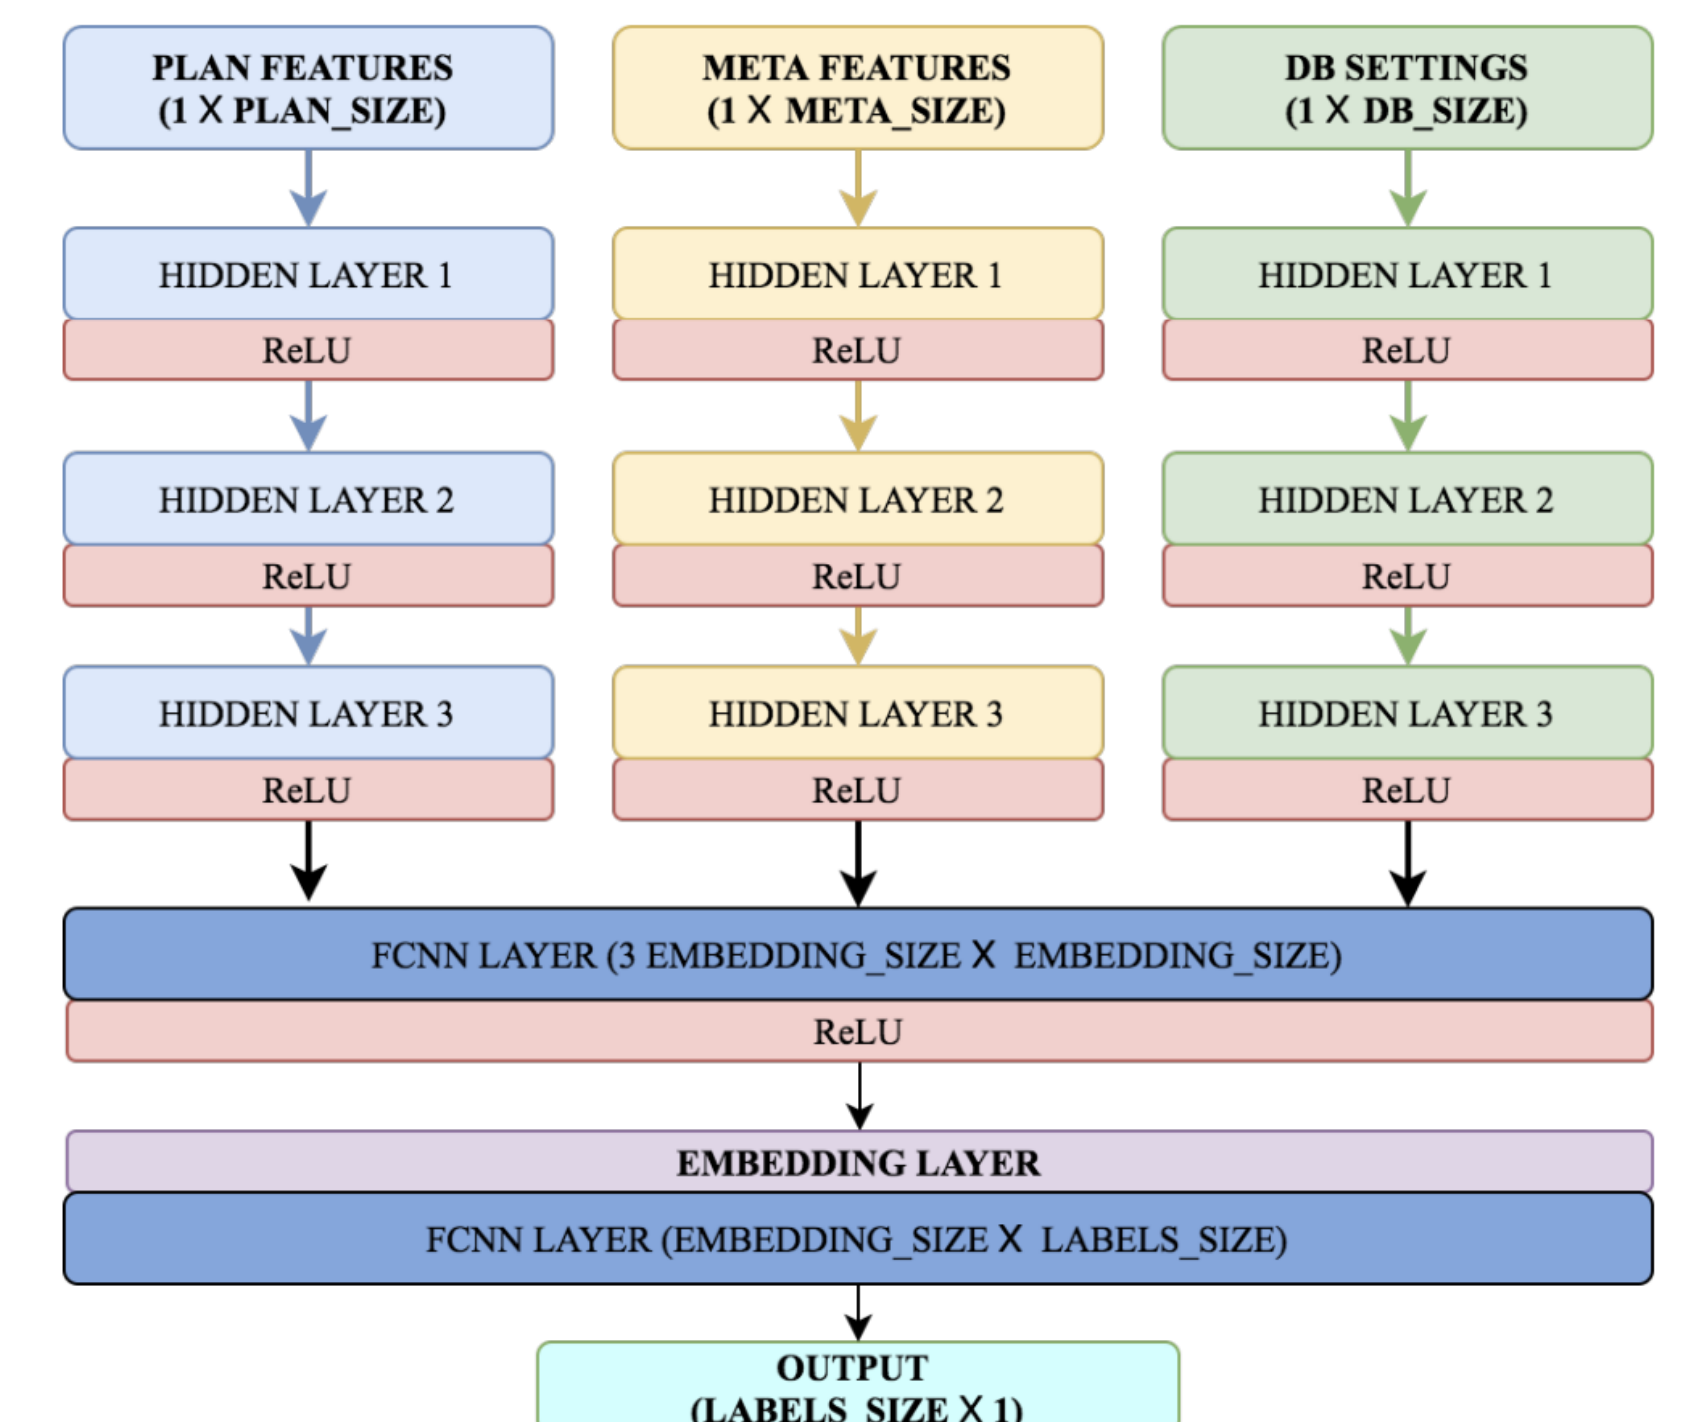 PLAN FEATURES
(1 X PLAN_SIZE)
META FEATURES
(1 X META_SIZE)
DB SETTINGS
(1 X DB_SIZE)
HIDDEN LAYER 1
HIDDEN LAYER 1
HIDDEN LAYER 1
ReLU
ReLU
ReLU
HIDDEN LAYER 2
HIDDEN LAYER 2
HIDDEN LAYER 2
ReLU
ReLU
ReLU
HIDDEN LAYER 3
HIDDEN LAYER 3
HIDDEN LAYER 3
ReLU
ReLU
ReLU
FCNN LAYER (3 EMBEDDING_SIZE X EMBEDDING_SIZE)
ReLU
EMBEDDING LAYER
FCNN LAYER (EMBEDDING_SIZE X LABELS_SIZE)
OUTPUT
(LABELS_SIZE X 1)